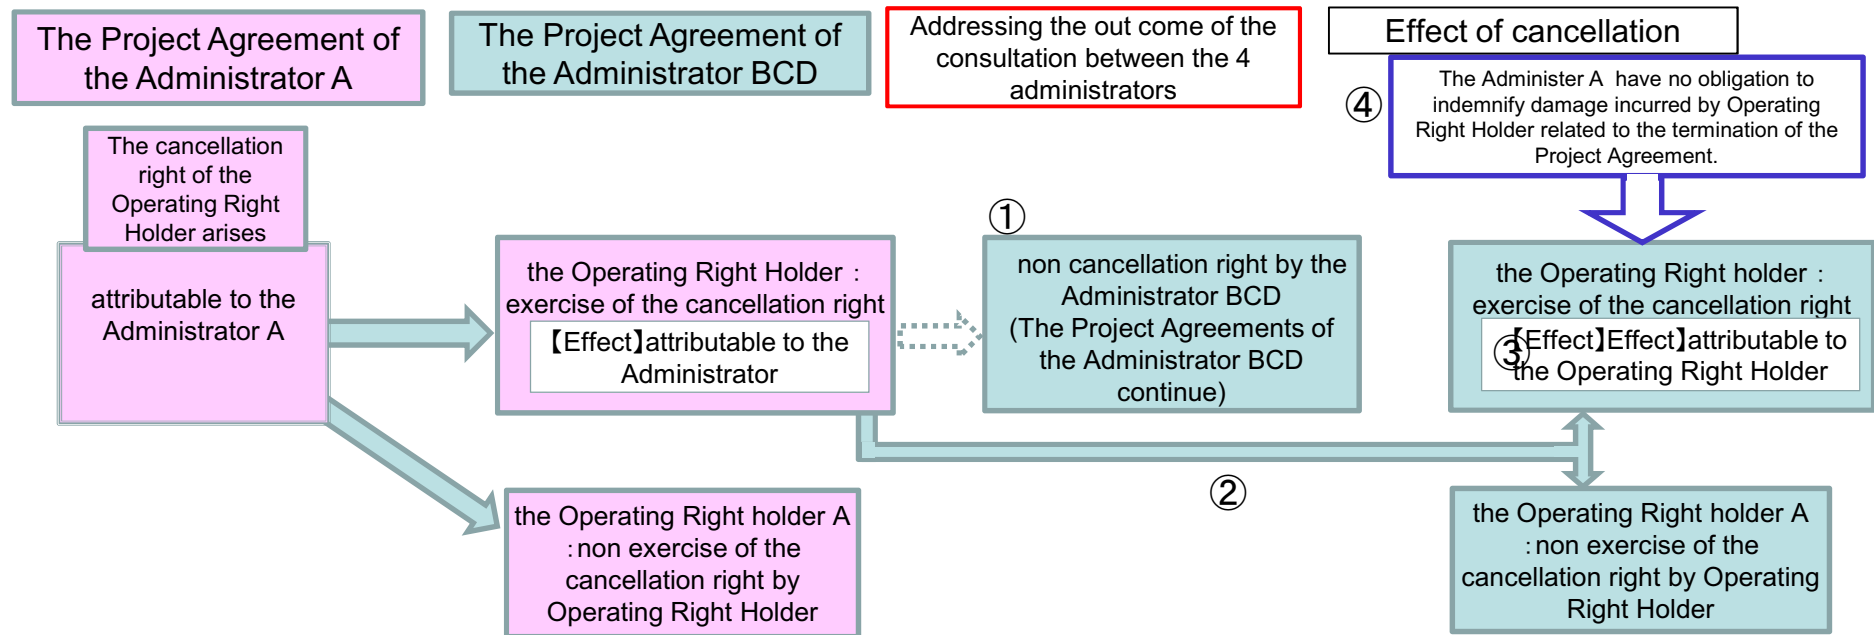 The Project Agreement of
the Administrator A
The Project Agreement of
the Administrator BCD
Addressing the out come of the
consultation between the 4
administrators
Effect of cancellation
④
The Administer A have no obligation to
indemnify damage incurred by Operating
Right Holder related to the termination of the
Project Agreement.
The cancellation
right of the
Operating Right
Holder arises
attributable to the
Administrator A
the Operating Right Holder：
exercise of the cancellation right
【Effect】attributable to the
Administrator
①
non cancellation right by the
Administrator BCD
(The Project Agreements of
the Administrator BCD
continue)
the Operating Right holder：
exercise of the cancellation right
③
【Effect】Effect】attributable to
the Operating Right Holder
②
the Operating Right holder A
：non exercise of the
cancellation right by
Operating Right Holder
the Operating Right holder A
：non exercise of the
cancellation right by Operating
Right Holder